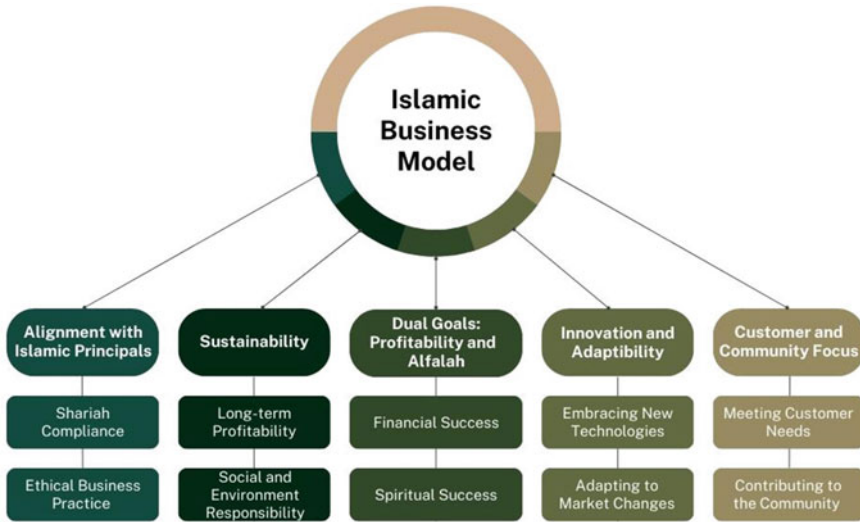 Islamic
Business
Model
Alignment with
Islamic Principals
Sustainability
Dual Goals:
Profitability and
Alfalah
Innovation and
Adaptibility
Customer and
Community Focus
Shariah
Compliance
Long-term
Profitability
Financial Success
Embracing New
Technologies
Meeting Customer
Needs
Ethical Business
Practice
Social and
Environment
Responsibility
Spiritual Success
Adapting to
Market Changes
Contributing to
the Community